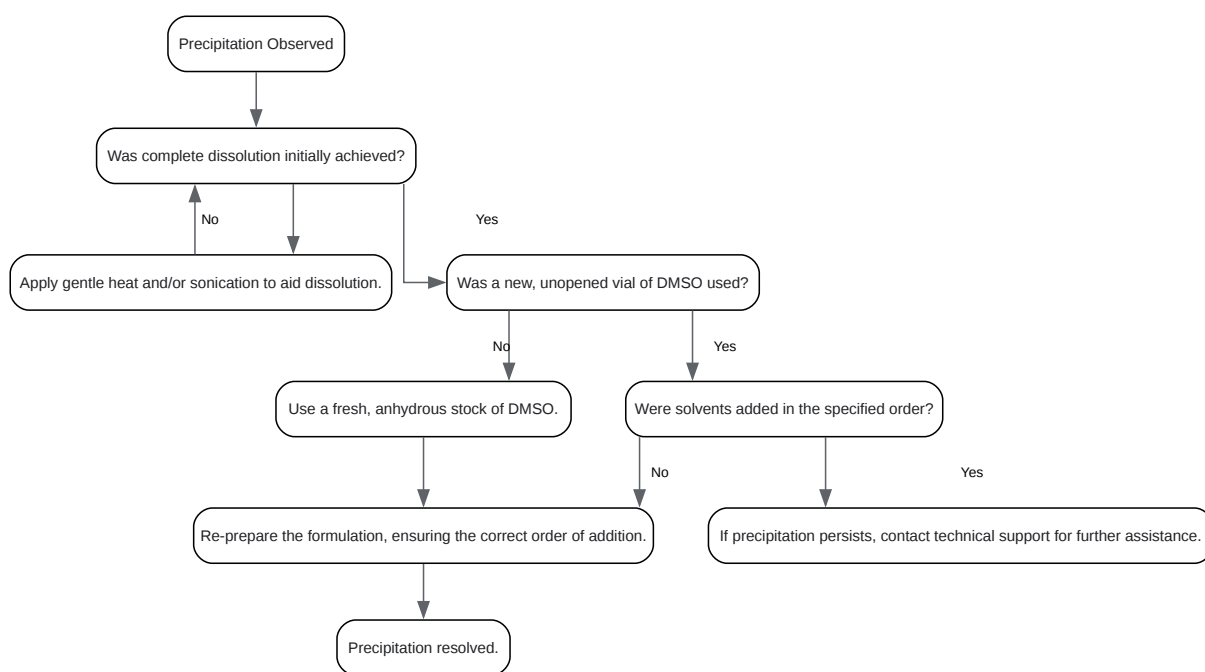 Precipitation Observed
Was complete dissolution initially achieved?
No
Yes
Apply gentle heat and/or sonication to aid dissolution.
Was a new, unopened vial of DMSO used?
No
Yes
Use a fresh, anhydrous stock of DMSO.
Were solvents added in the specified order?
No
Yes
Re-prepare the formulation, ensuring the correct order of addition.
If precipitation persists, contact technical support for further assistance.
Precipitation resolved.